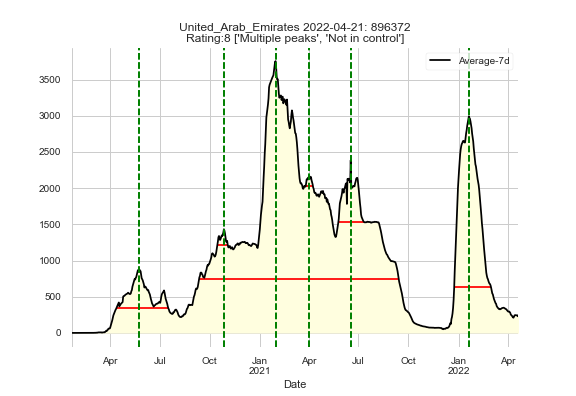 United_Arab_Emirates 2022-04-21: 896372
Rating:8 ['Multiple peaks', 'Not in control']
Average-7d
3500
3000
2500
2000
1500
1000
500
0
Apr Jul Oct Jan Apr Jul Oct Jan Apr
2021 2022
Date